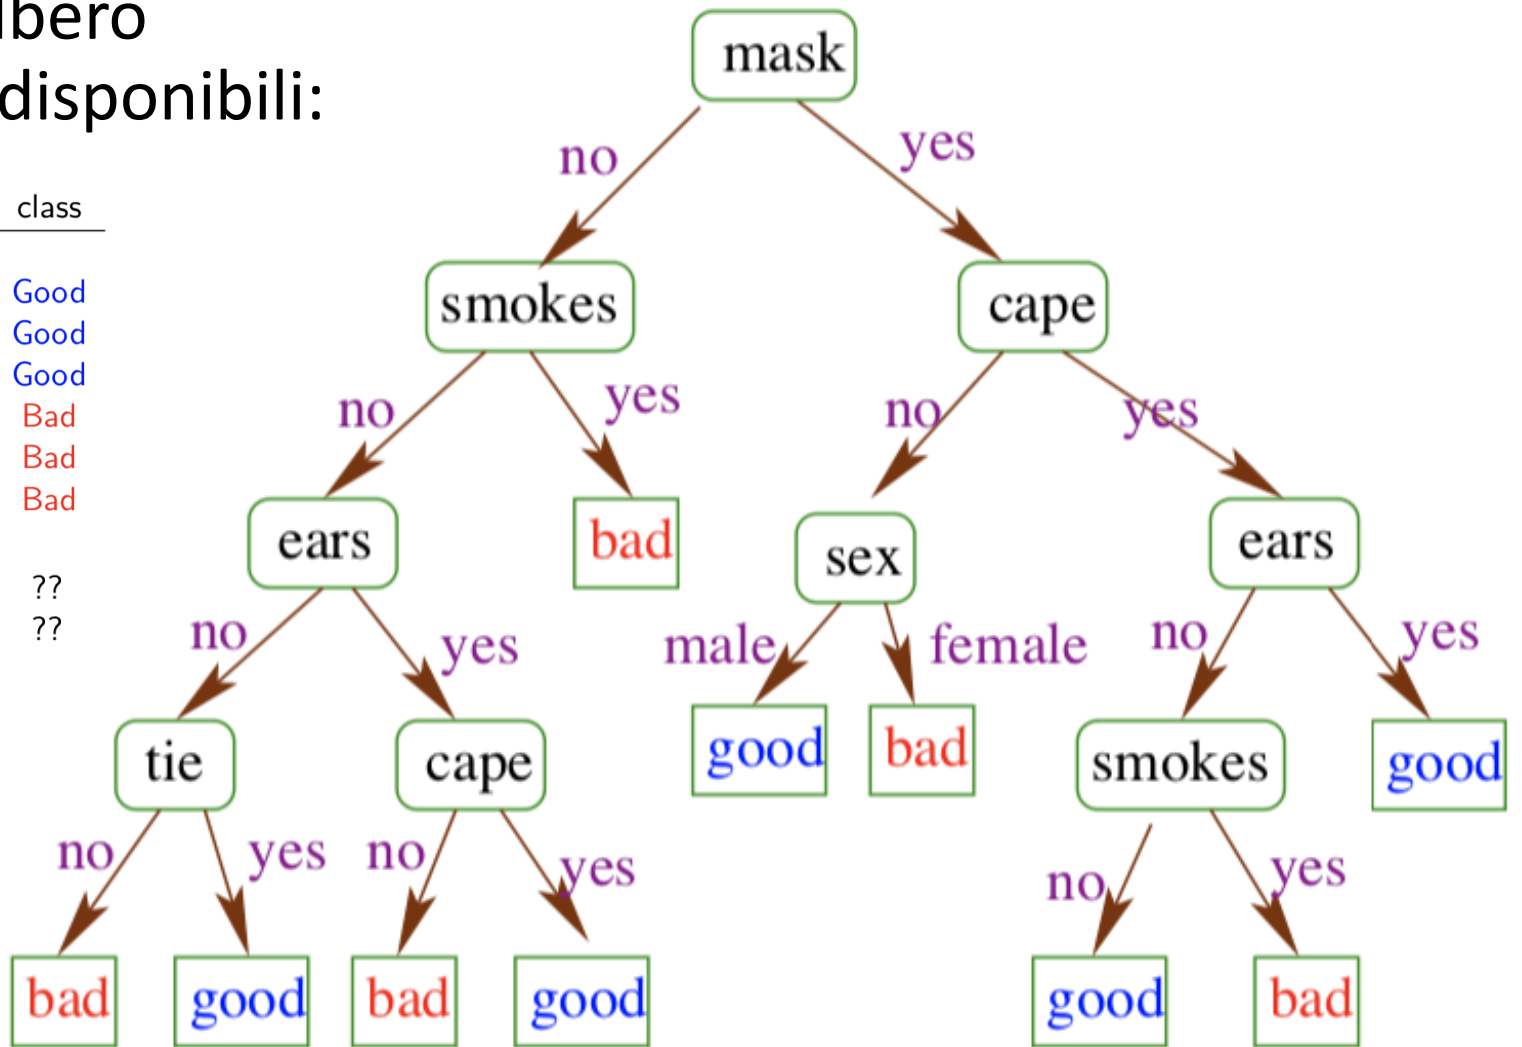 disponibili:
class
Good
Good
Good
Bad
Bad
Bad
??
??
mask
no
yes
smokes
cape
no
yes
no
yes
ears
bad
sex
ears
no
yes
male
female
no
yes
tie
cape
good
bad
smokes
good
no
yes
no
yes
no
yes
bad
good
bad
good
good
bad